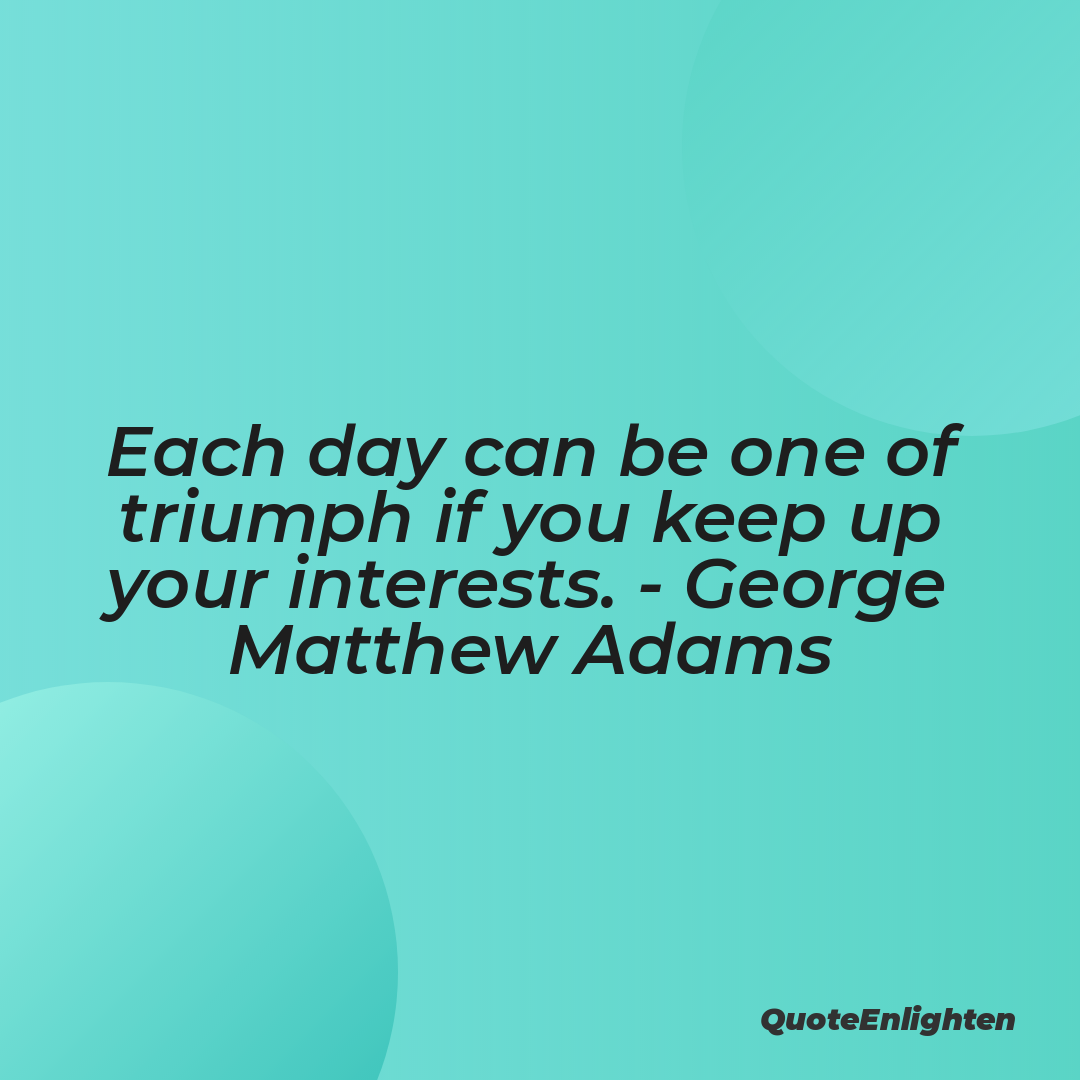 Each day can be one of
triumph if you keep up
your interests. - George
Matthew Adams
QuoteEnlighten